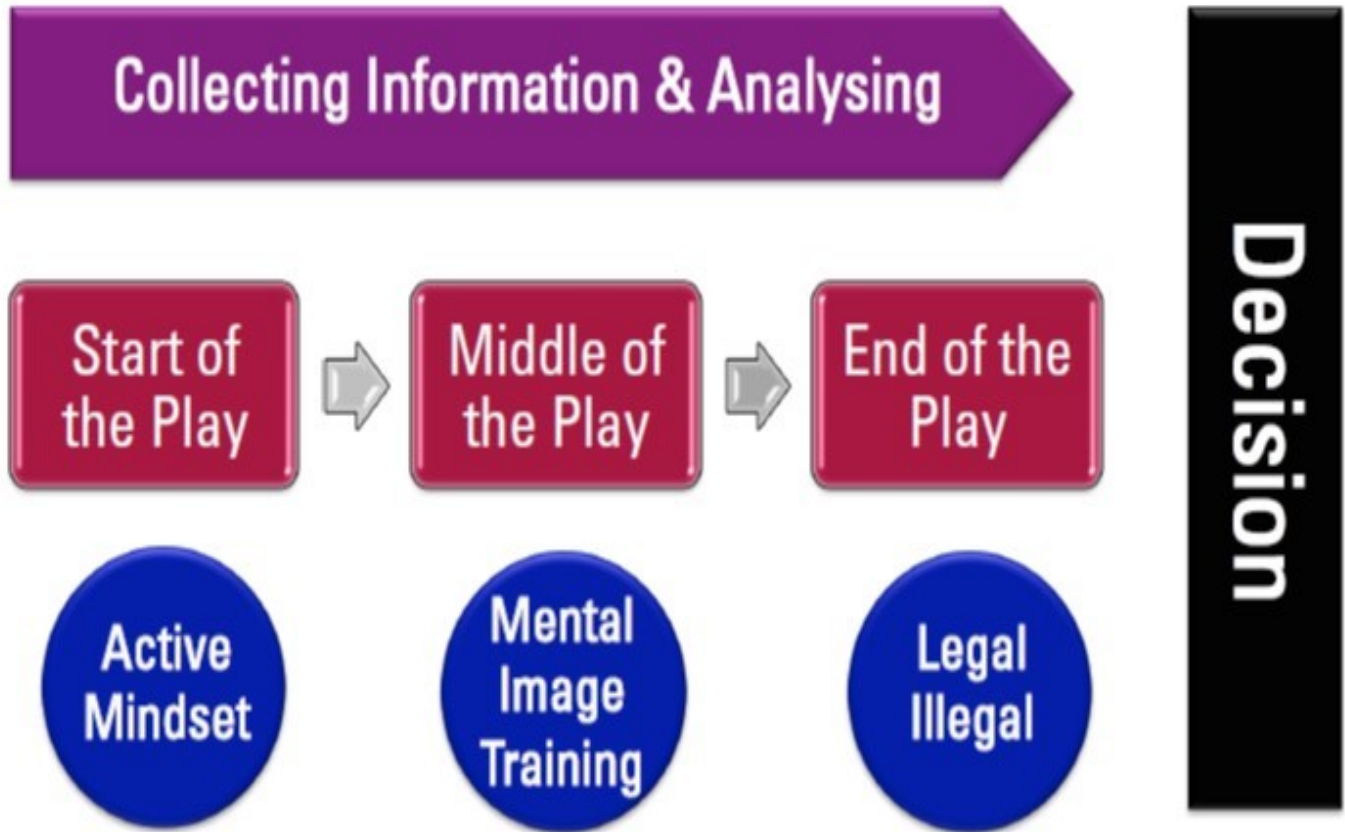 Collecting Information & Analysing
Start of
the Play
Middle of
the Play
End of the
Play
Active
Mindset
Mental
Image
Training
Legal
Illegal
Decision